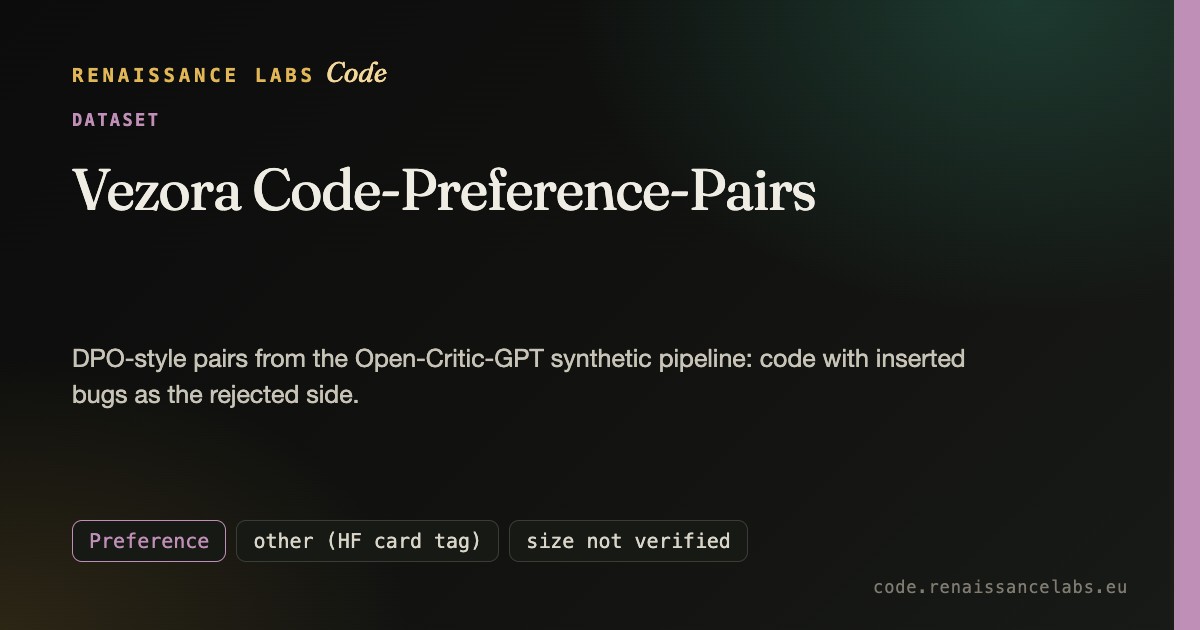 RENAISSANCE LABS Code
DATASET
Vezora Code-Preference-Pairs
DPO-style pairs from the Open-Critic-GPT synthetic pipeline: code with inserted
bugs as the rejected side.
Preference
other (HF card tag)
size not verified
code.renaissancelabs.eu